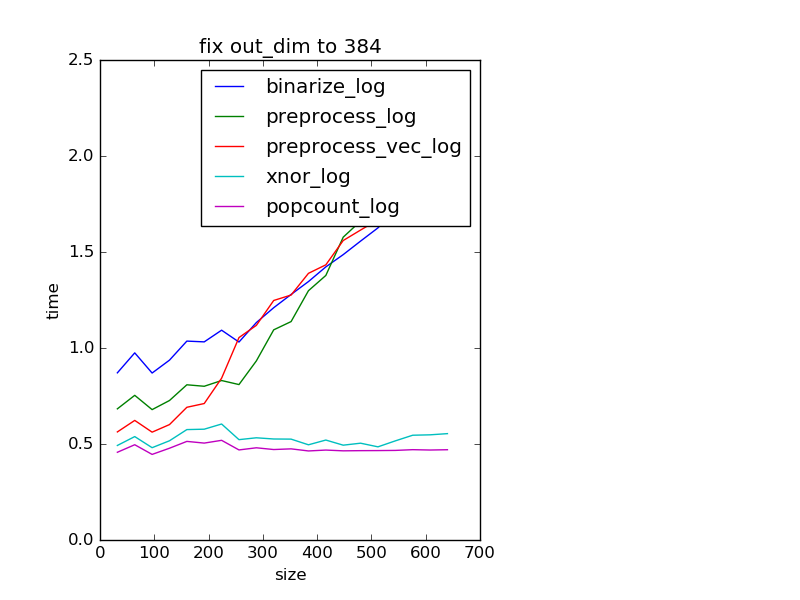 fix out_dim to 384
2.5
2.0
1.5
1.0
0.5
0.0
time
binarize_log
preprocess_log
preprocess_vec_log
xnor_log
popcount_log
0 100 200 300 400 500 600 700
size